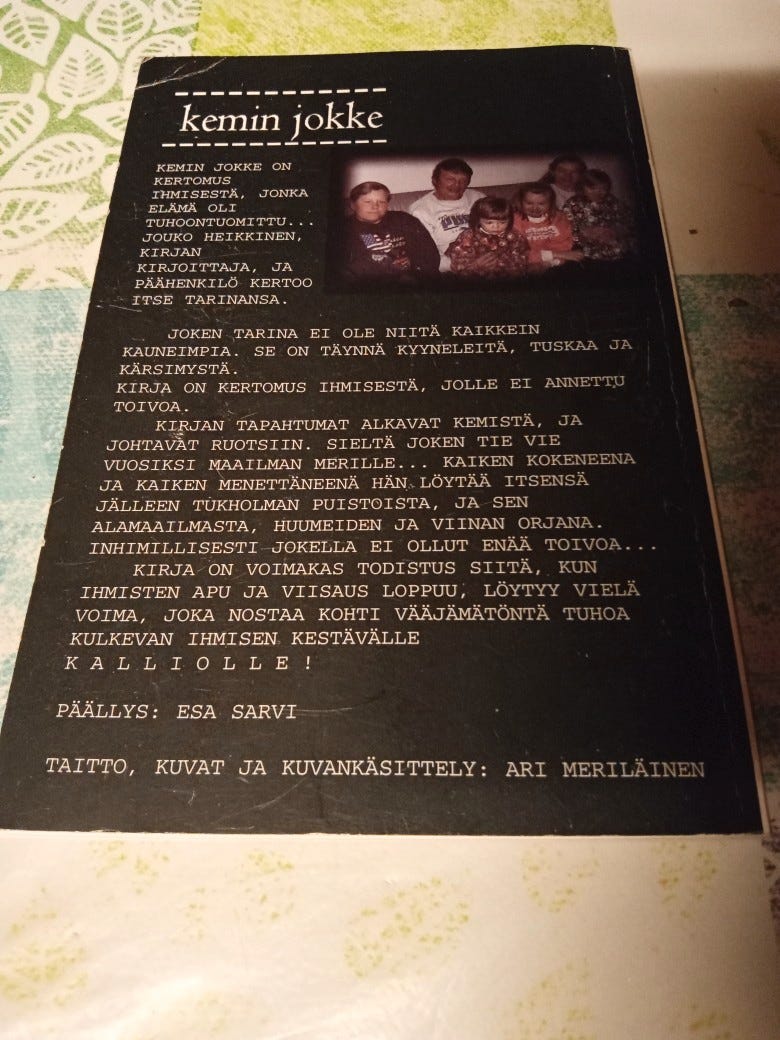 kemin jokke
KEMIN JOKKE ON
KERTOMUS
IHMISESTÄ, JONKA
ELÄMÄ OLI
TUHOONTUOMITTU...
JOUKO HEIKKINEN,
KIRJAN
KIRJOITTAJA, JA
PÄÄHENKILÖ KERTOO
ITSE TARINANSA.
JOKEN TARINA EI OLE NIITÄ KAIKKEIN
KAUNEIMPIA. SE ON TÄYNNÄ KYYNELEITÄ, TUSKAA JA
KÄRSIMYSTÄ.
KIRJA ON KERTOMUS IHMISESTÄ, JOLLE EI ANNETTU
TOIVOA.
KIRJAN TAPAHTUMAT ALKAVAT KEMISTÄ, JA
JOHTAVAT RUOTSIIN. SIELTÄ JOKEN TIE VIE
VUOSIKSI MAAILMAN MERILLE... KAIKEN KOKENEENA
JA KAIKEN MENETTÄNEENÄ HÄN LÖYTÄÄ ITSENSÄ
JÄLLEEN TUKHOLMAN PUISTOISTA, JA SEN
ALAMAAILMASTA, HUUMEIDEN JA VIINAN ORJANA.
INHIMILLISESTI JOKELLA EI OLLUT ENÄÄ TOIVOA...
KIRJA ON VOIMAKAS TODISTUS SIITÄ, KUN
IHMISTEN APU JA VIISAUS LOPPUU, LÖYTYY VIELÄ
VOIMA, JOKA NOSTAA KOHTI VÄÄJÄMÄTÖNTÄ TUHOA
KULKEVAN IHMISEN KESTÄVÄLLE
K A L L I O L L E !
PÄÄLLYS: ESA SARVI
TAITTO, KUVAT JA KUVANKÄSITTELY: ARI MERILÄINEN